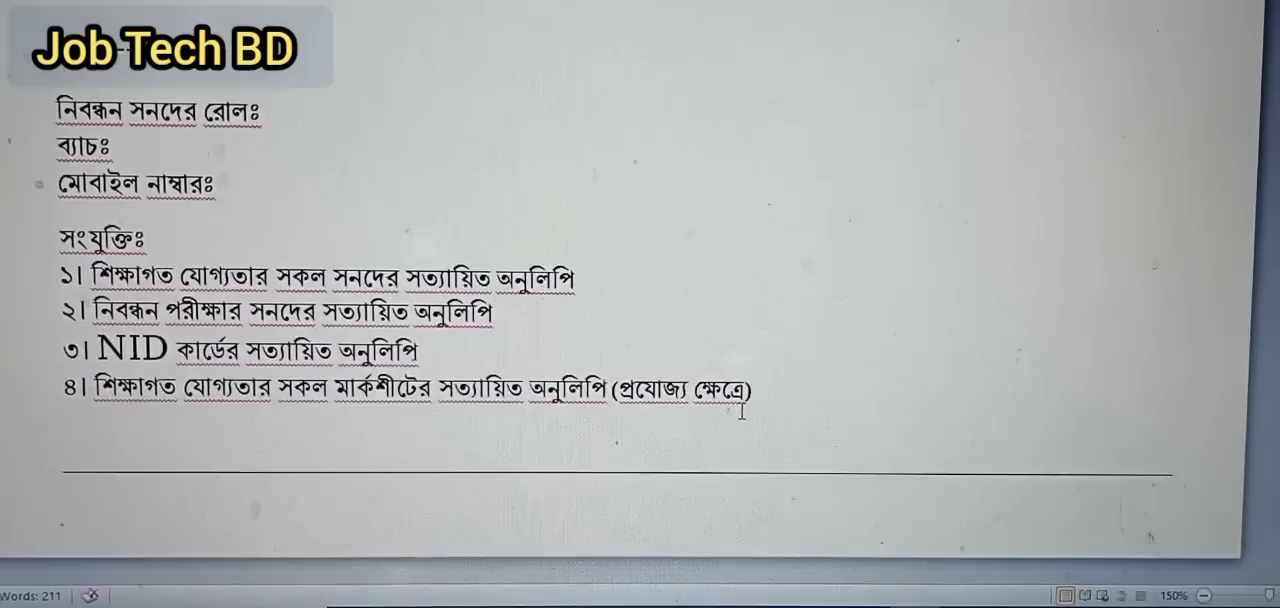 Job Tech BD
নিবন্ধন সনদের রোলঃ
ব্যাচঃ
মোবাইল নাম্বারঃ
সংযুক্তিঃ
১। শিক্ষাগত যোগ্যতার সকল সনদের সত্যায়িত অনুলিপি
২। নিবন্ধন পরীক্ষার সনদের সত্যায়িত অনুলিপি
৩। NID কার্ডের সত্যায়িত অনুলিপি
৪। শিক্ষাগত যোগ্যতার সকল মার্কশীটের সত্যায়িত অনুলিপি (প্রযোজ্য ক্ষেত্রে)
Words: 211
150%